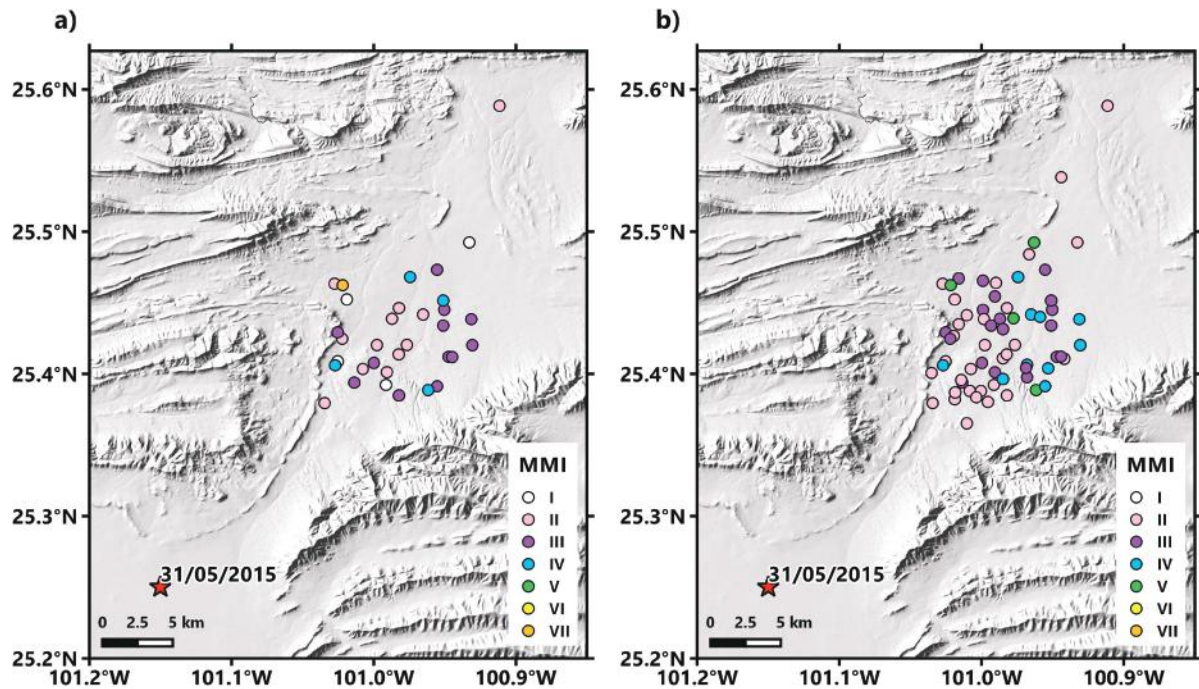 a)
25.6°N
25.5°N
25.4°N
25.3°N
25.2°N
101.2°W 101.1°W 101.0°W 100.9°W
31/05/2015
0 2.5 5 km
MMI
I
II
III
IV
V
VI
VII
b)
25.6°N
25.5°N
25.4°N
25.3°N
25.2°N
101.2°W 101.1°W 101.0°W 100.9°W
31/05/2015
0 2.5 5 km
MMI
I
II
III
IV
V
VI
VII